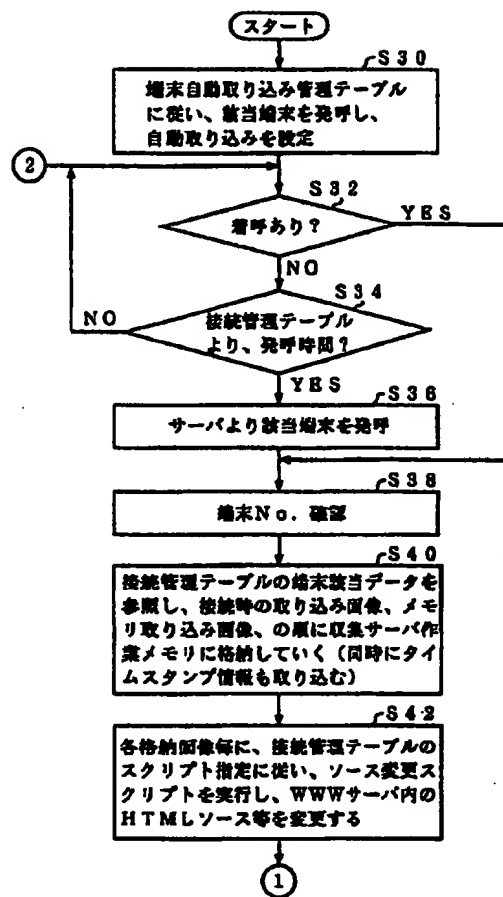 スタート
S30
端末自動取り込み管理テーブル
に従い、該当端末を発呼し、
自動取り込みを設定
2
S32
着呼あり?
YES
NO
S34
NO
接続管理テーブル
より、発呼時間?
YES
S36
サーバより該当端末を発呼
S38
端末No.確認
S40
接続管理テーブルの端末該当データを
参照し、接続時の取り込み画像、メモ
リ取り込み画像、の順に収集サーバ作
業メモリに格納していく(同時にタイ
ムスタンプ情報も取り込む)
S42
各格納画像毎に、接続管理テーブルの
スクリプト指定に従い、ソース変更ス
クリプトを実行し、WWWサーバ内の
HTMLソース等を変更する
1